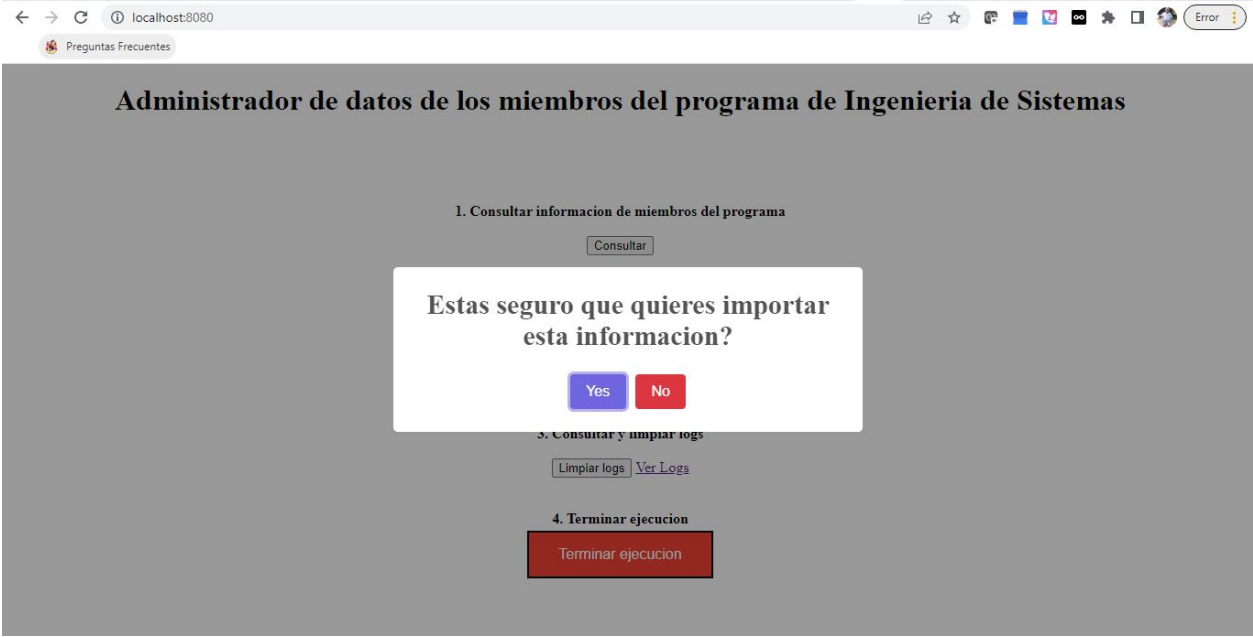 localhost:8080
Error
Preguntas Frecuentes
Administrador de datos de los miembros del programa de Ingenieria de Sistemas
1. Consultar informacion de miembros del programa
Consultar
Estas seguro que quieres importar
esta informacion?
Yes No
3. Consultar y limpiar logs
Limpiar logs Ver Logs
4. Terminar ejecucion
Terminar ejecucion